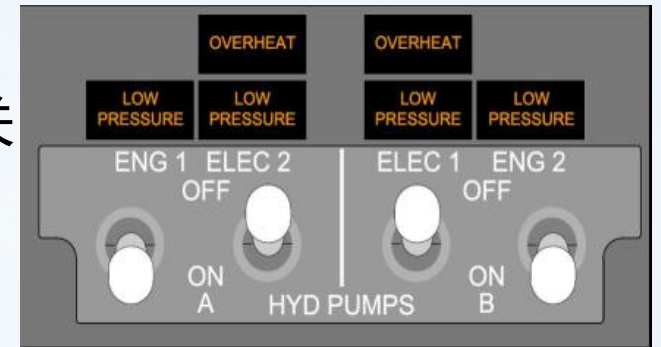 OVERHEAT OVERHEAT
LOW PRESSURE LOW PRESSURE LOW PRESSURE LOW PRESSURE
ENG 1 ELEC 2 ELEC 1 ENG 2
OFF OFF
ON ON
A HYD PUMPS B